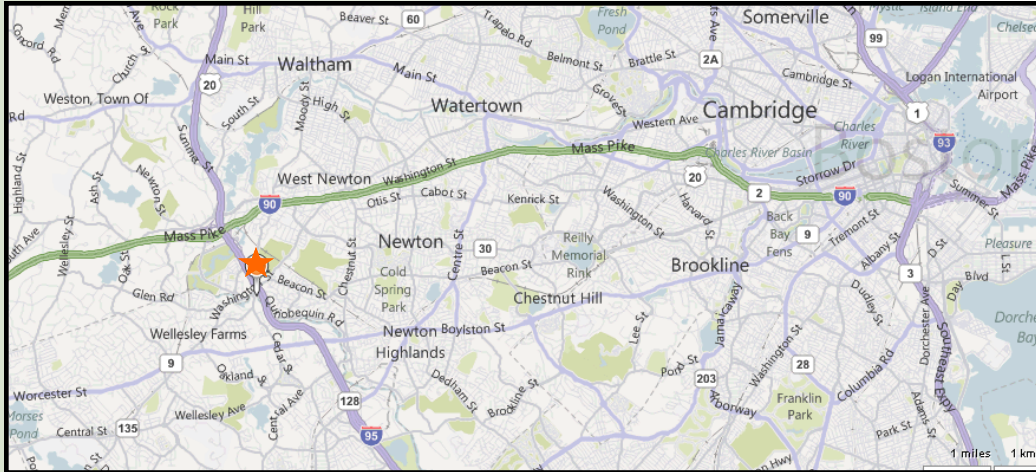 Rock
Park
Hill
Park
Beaver St
60
Trapelo Rd
Fresh
Pond
Somerville
Mystic
Island End
Chelsea
99
Concord Rd
Church St
Main St
Waltham
Main St
Belmont St
Brattle St
2A
Cambridge St
Logan International
Airport
Weston, Town Of
20
South St
Moody St
High St
Watertown
Grove St
Western Ave
Cambridge
1
Rd
Summer St
Mass Pike
Charles River Basin
Charles
River
Boston
93
Highland St
Ash St
Newton St
West Newton
Washington St
Otis St
Cabot St
Kenrick St
Washington St
20
Harvard St
2
Storrow Dr
90
Summer St
Mass Pike
90
South Ave
Wellesley St
Oak St
Mass Pike
Chestnut St
Newton
Centre St
30
Reilly
Memorial
Rink
Back
Bay
Fens
9
Tremont St
Albany St
D St
L St
Pleasure
Glen Rd
Washington St
Beacon St
Cold
Spring
Park
Beacon St
Brookline
3
Day
Blvd
Quinobequin Rd
Chestnut Hill
Jamaicaway
Dudley St
Wellesley Farms
Newton
Highlands
Boylston St
Lee St
Washington St
Dorchester Ave
Southeast Expy
9
Cedar St
Oakland St
Pond St
28
Columbia Rd
Worcester St
Central Ave
128
Dedham St
Brookline St
203
Arborway
Franklin
Park
Adams St
Morses
Pond
Central St
135
Wellesley Ave
95
Park St
1 miles